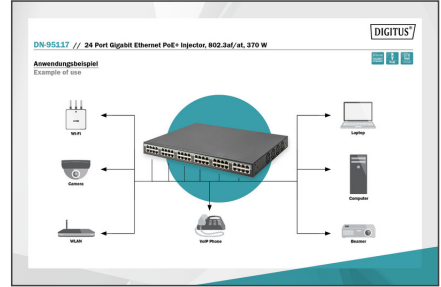 DIGITUS®
DN-95117 // 24 Port Gigabit Ethernet PoE+ Injector, 802.3af/at, 370 W
Anwendungsbeispiel
Example of use
Wi-Fi
Laptop
Camera
Computer
WLAN
VoIP Phone
Beamer